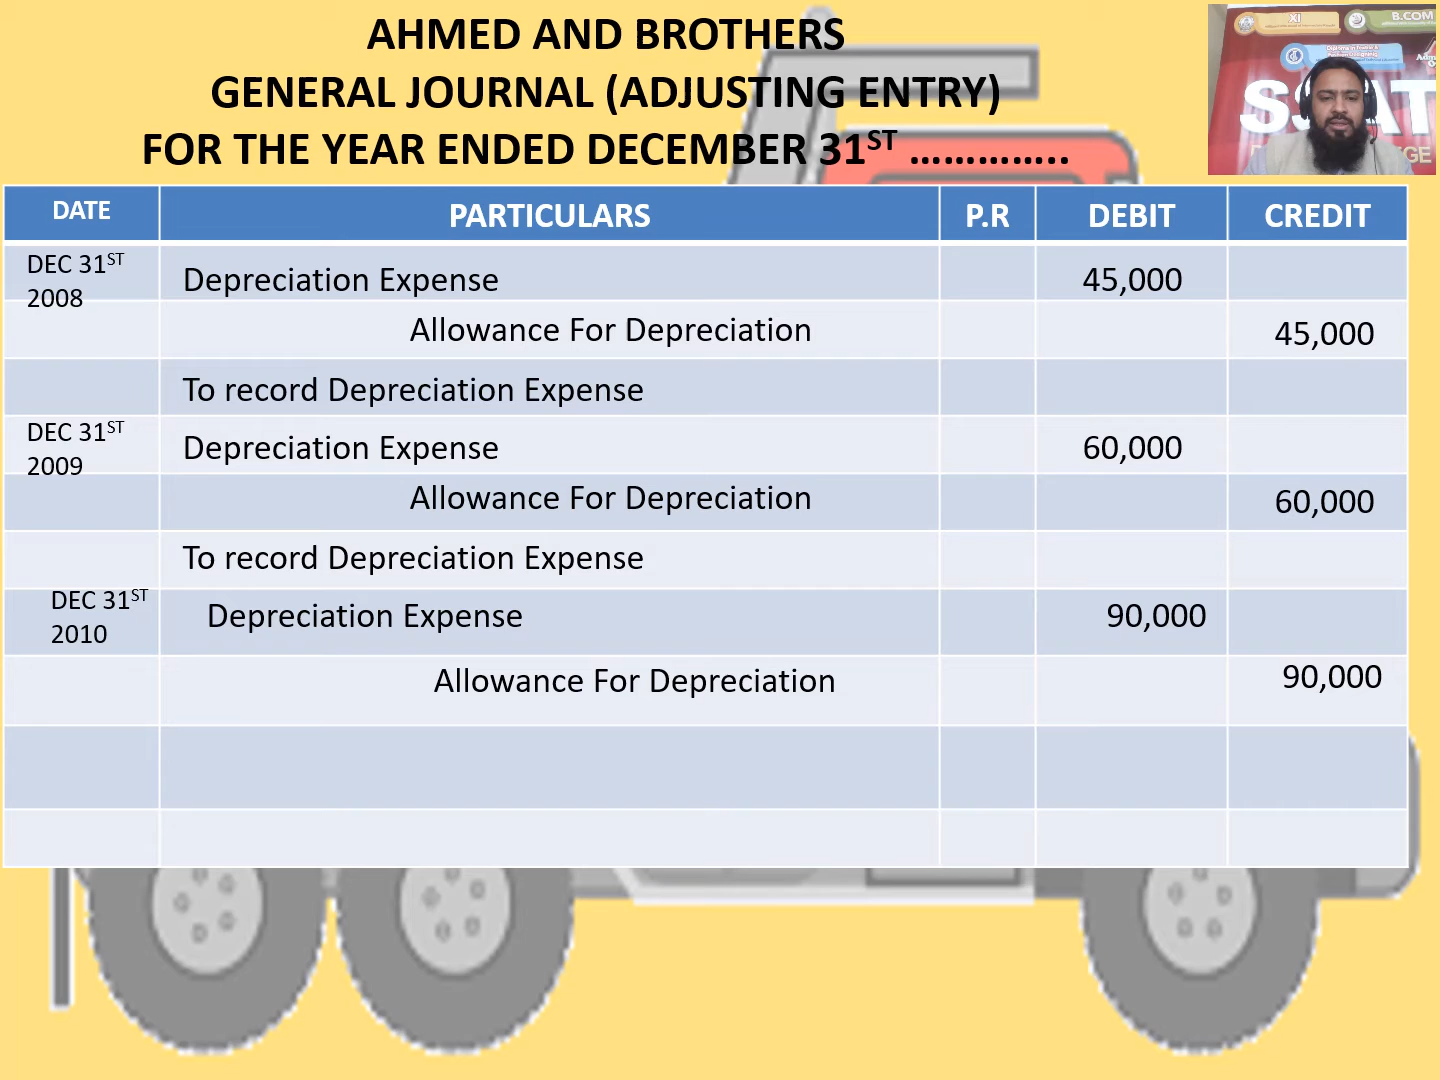 AHMED AND BROTHERS
GENERAL JOURNAL (ADJUSTING ENTRY)
FOR THE YEAR ENDED DECEMBER 31ST …………..
XI
B.COM
DATE PARTICULARS P.R DEBIT CREDIT
DEC 31ST
2008
Depreciation Expense 45,000
Allowance For Depreciation 45,000
To record Depreciation Expense
DEC 31ST
2009
Depreciation Expense 60,000
Allowance For Depreciation 60,000
To record Depreciation Expense
DEC 31ST
2010
Depreciation Expense 90,000
Allowance For Depreciation 90,000